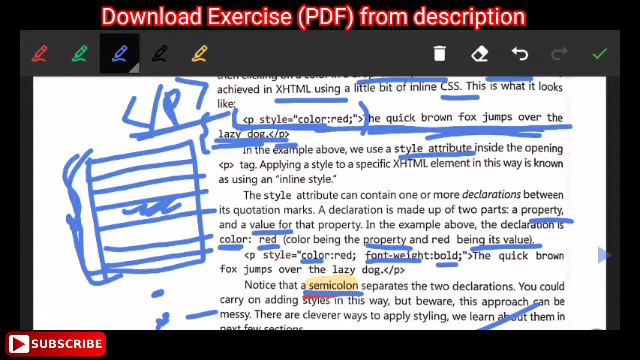 Download Exercise (PDF) from description
achieved in XHTML using a little bit of inline CSS. This is what it looks
like:
<p style="color:red;">The quick brown fox jumps over the
lazy dog.</p>
In the example above, we use a style attribute inside the opening
<p> tag. Applying a style to a specific XHTML element in this way is known
as using an "inline style."
The style attribute can contain one or more declarations between
its quotation marks. A declaration is made up of two parts: a property,
and a value for that property. In the example above, the declaration is
color: red (color being the property and red being its value).
<p style="color:red; font-weight:bold;">The quick brown
fox jumps over the lazy dog.</p>
Notice that a semicolon separates the two declarations. You could
carry on adding styles in this way, but beware, this approach can be
messy. There are cleverer ways to apply styling, we learn about them in
next few sections.
</p>
SUBSCRIBE